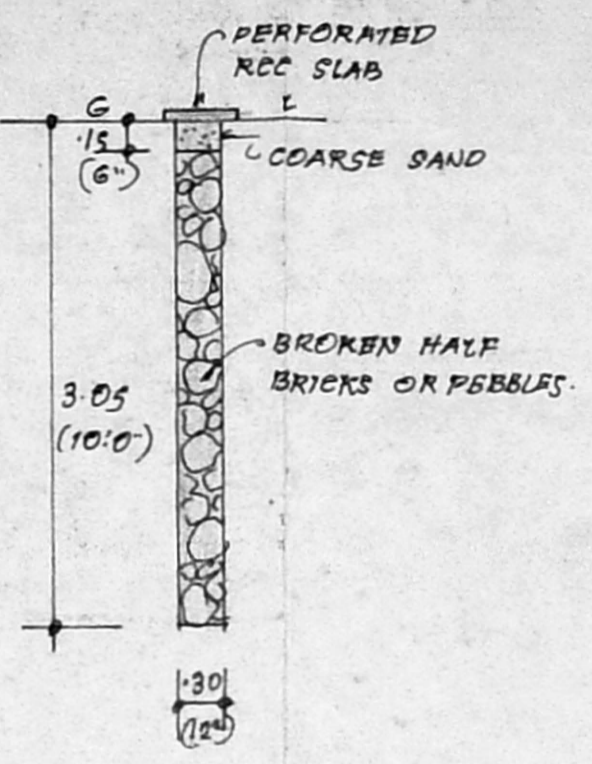 PERFORATED
RCC SLAB
G L
.15
(6")
COARSE SAND
BROKEN HALF
BRICKS OR PEBBLES.
3.05
(10'.0")
.30
(12")